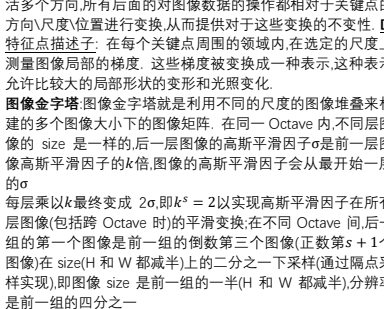 活多个方向,所有后面的对图像数据的操作都相对于关键点的
方向\尺度\位置进行变换,从而提供对于这些变换的不变性.
特征点描述子: 在每个关键点周围的领域内,在选定的尺度上
测量图像局部的梯度. 这些梯度被变换成一种表示,这种表示
允许比较大的局部形状的变形和光照变化.
图像金字塔:图像金字塔就是利用不同的尺度的图像堆叠来构
建的多个图像大小下的图像矩阵. 在同一 Octave 内,不同层图
像的 size 是一样的,后一层图像的高斯平滑因子σ是前一层图
像高斯平滑因子的k倍,图像的高斯平滑因子会从最开始一层
的σ
每层乘以k最终变成 2σ,即k^s = 2以实现高斯平滑因子在所有
层图像(包括跨 Octave 时)的平滑变换;在不同 Octave 间,后一
组的第一个图像是前一组的倒数第三个图像(正数第s + 1个
图像)在 size(H 和 W 都减半)上的二分之一下采样(通过隔点采
样实现),即图像 size 是前一组的一半(H 和 W 都减半),分辨率
是前一组的四分之一